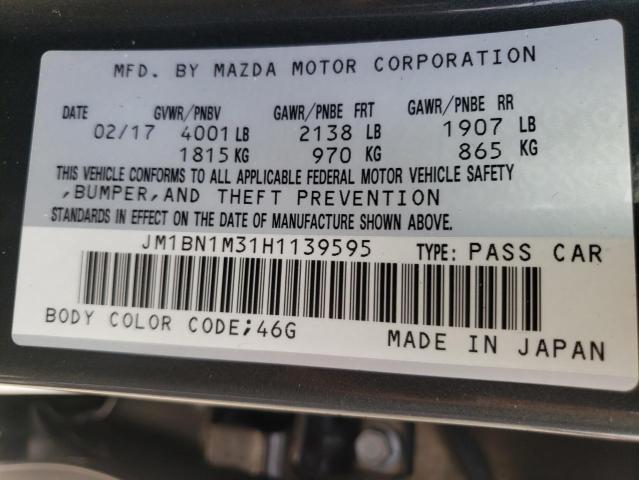 MFD. BY MAZDA MOTOR CORPORATION
DATE GVWR/PNBV GAWR/PNBE FRT GAWR/PNBE RR
02/17 4001 LB 2138 LB 1907 LB
1815 KG 970 KG 865 KG
THIS VEHICLE CONFORMS TO ALL APPLICABLE FEDERAL MOTOR VEHICLE SAFETY
,BUMPER,AND THEFT PREVENTION
STANDARDS IN EFFECT ON THE DATE OF MANUFACTURE SHOWN ABOVE.
JM1BN1M31H1139595 TYPE: PASS CAR
BODY COLOR CODE;46G MADE IN JAPAN